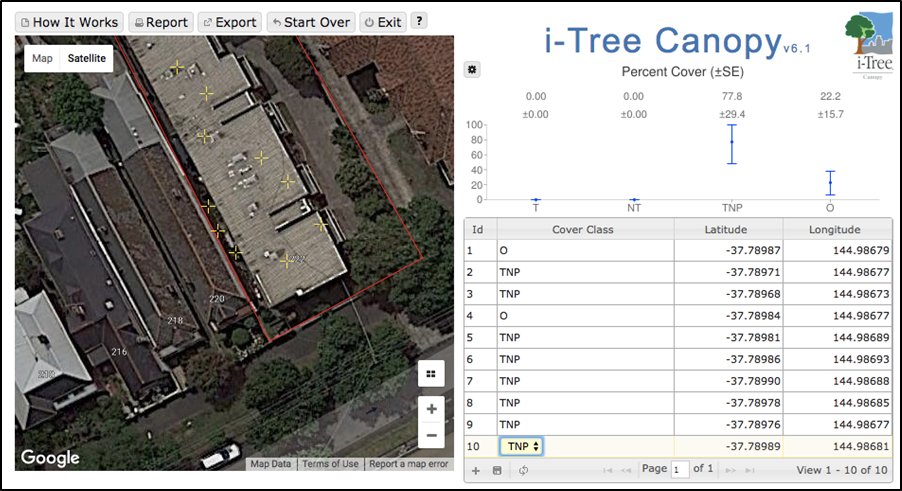 How It Works Report Export Start Over Exit ?
Map Satellite
220
218
216
Google
Map Data Terms of Use Report a map error
i-Tree Canopy v6.1
i-Tree
Canopy
Percent Cover (±SE)
0.00 0.00 77.8 22.2
±0.00 ±0.00 ±29.4 ±15.7
100
80
60
40
20
0
T NT TNP O
Id Cover Class Latitude Longitude
1 O -37.78987 144.98679
2 TNP -37.78971 144.98677
3 TNP -37.78968 144.98673
4 O -37.78984 144.98677
5 TNP -37.78981 144.98689
6 TNP -37.78986 144.98693
7 TNP -37.78990 144.98688
8 TNP -37.78978 144.98685
9 TNP -37.78976 144.98677
10 TNP -37.78989 144.98681
Page 1 of 1 View 1 - 10 of 10